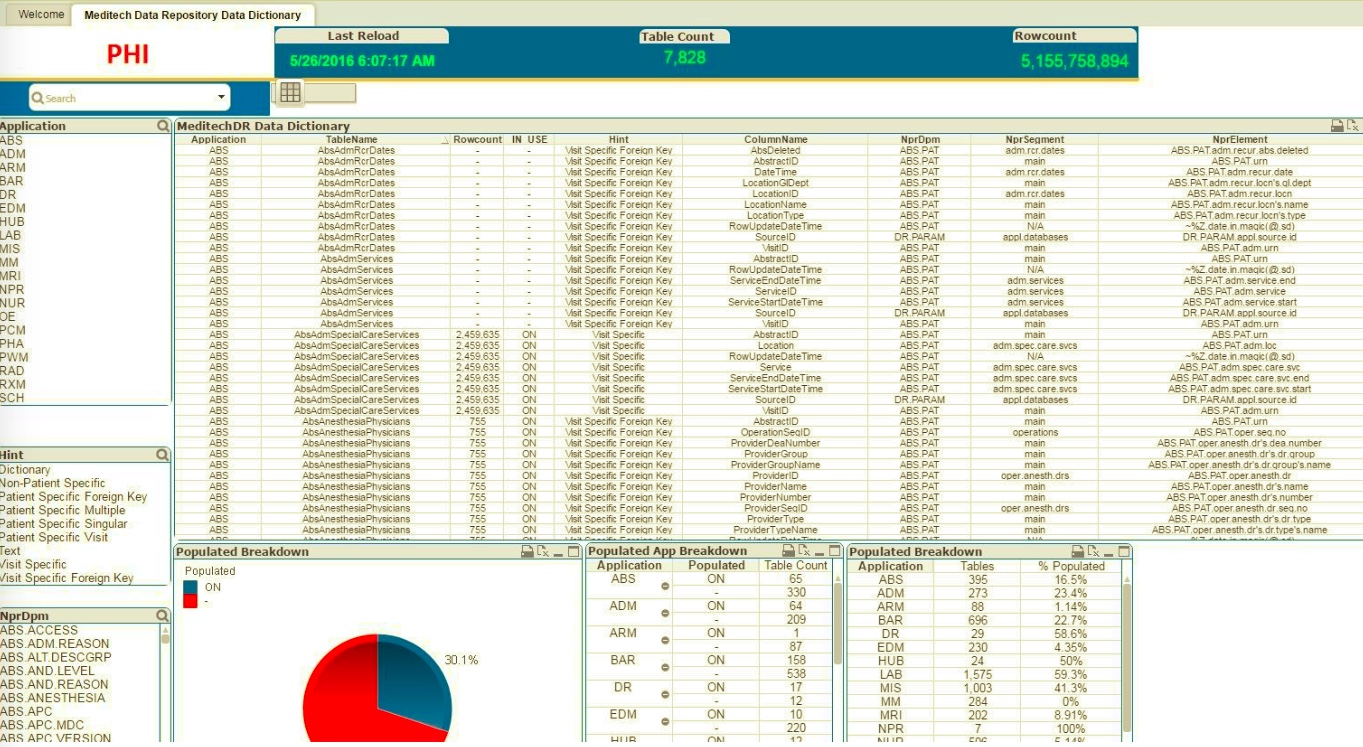 Welcome
Meditech Data Repository Data Dictionary
PHI
Last Reload
5/26/2016 6:07:17 AM
Table Count
7,828
Rowcount
5,155,758,894
Search
Application
ABS
ADM
ARM
BAR
DR
EDM
HUB
LAB
MIS
MM
MRI
NPR
NUR
OE
PCM
PHA
PWM
RAD
RXM
SCH
Hint
Dictionary
Non-Patient Specific
Patient Specific Foreign Key
Patient Specific Multiple
Patient Specific Singular
Patient Specific Visit
Text
Visit Specific
Visit Specific Foreign Key
NprDpm
ABS.ACCESS
ABS.ADM.REASON
ABS.ALT.DESCGRP
ABS.AND.LEVEL
ABS.AND.REASON
ABS.ANESTHESIA
ABS.APC
ABS.APC.MDC
ABS.APC.VERSION
MeditechDR Data Dictionary
Application TableName Rowcount IN USE Hint ColumnName NprDpm NprSegment NprElement
ABS AbsAdmRcrDates - - Visit Specific Foreign Key AbsDeleted ABS.PAT adm.rcr.dates ABS.PAT.adm.recur.abs.deleted
ABS AbsAdmRcrDates - - Visit Specific Foreign Key AbstractID ABS.PAT main ABS.PAT.urn
ABS AbsAdmRcrDates - - Visit Specific Foreign Key DateTime ABS.PAT adm.rcr.dates ABS.PAT.adm.recur.date
ABS AbsAdmRcrDates - - Visit Specific Foreign Key LocationGlDept ABS.PAT main ABS.PAT.adm.recur.locn's.gl.dept
ABS AbsAdmRcrDates - - Visit Specific Foreign Key LocationID ABS.PAT adm.rcr.dates ABS.PAT.adm.recur.locn
ABS AbsAdmRcrDates - - Visit Specific Foreign Key LocationName ABS.PAT main ABS.PAT.adm.recur.locn's.name
ABS AbsAdmRcrDates - - Visit Specific Foreign Key LocationType ABS.PAT main ABS.PAT.adm.recur.locn's.type
ABS AbsAdmRcrDates - - Visit Specific Foreign Key RowUpdateDateTime ABS.PAT N/A ~%Z.date.in.magic(@.sd)
ABS AbsAdmRcrDates - - Visit Specific Foreign Key SourceID DR.PARAM appl.databases DR.PARAM.appl.source.id
ABS AbsAdmRcrDates - - Visit Specific Foreign Key VisitID ABS.PAT main ABS.PAT.adm.urn
ABS AbsAdmServices - - Visit Specific Foreign Key AbstractID ABS.PAT main ABS.PAT.urn
ABS AbsAdmServices - - Visit Specific Foreign Key RowUpdateDateTime ABS.PAT N/A ~%Z.date.in.magic(@.sd)
ABS AbsAdmServices - - Visit Specific Foreign Key ServiceEndDateTime ABS.PAT adm.services ABS.PAT.adm.service.end
ABS AbsAdmServices - - Visit Specific Foreign Key ServiceID ABS.PAT adm.services ABS.PAT.adm.service
ABS AbsAdmServices - - Visit Specific Foreign Key ServiceStartDateTime ABS.PAT adm.services ABS.PAT.adm.service.start
ABS AbsAdmServices - - Visit Specific Foreign Key SourceID DR.PARAM appl.databases DR.PARAM.appl.source.id
ABS AbsAdmServices - - Visit Specific Foreign Key VisitID ABS.PAT main ABS.PAT.adm.urn
ABS AbsAdmSpecialCareServices 2,459,635 ON Visit Specific AbstractID ABS.PAT main ABS.PAT.urn
ABS AbsAdmSpecialCareServices 2,459,635 ON Visit Specific Location ABS.PAT adm.spec.care.svcs ABS.PAT.adm.loc
ABS AbsAdmSpecialCareServices 2,459,635 ON Visit Specific RowUpdateDateTime ABS.PAT N/A ~%Z.date.in.magic(@.sd)
ABS AbsAdmSpecialCareServices 2,459,635 ON Visit Specific Service ABS.PAT adm.spec.care.svcs ABS.PAT.adm.spec.care.svc
ABS AbsAdmSpecialCareServices 2,459,635 ON Visit Specific ServiceEndDateTime ABS.PAT adm.spec.care.svcs ABS.PAT.adm.spec.care.svc.end
ABS AbsAdmSpecialCareServices 2,459,635 ON Visit Specific ServiceStartDateTime ABS.PAT adm.spec.care.svcs ABS.PAT.adm.spec.care.svc.start
ABS AbsAdmSpecialCareServices 2,459,635 ON Visit Specific SourceID DR.PARAM appl.databases DR.PARAM.appl.source.id
ABS AbsAdmSpecialCareServices 2,459,635 ON Visit Specific VisitID ABS.PAT main ABS.PAT.adm.urn
ABS AbsAnesthesiaPhysicians 755 ON Visit Specific Foreign Key AbstractID ABS.PAT main ABS.PAT.urn
ABS AbsAnesthesiaPhysicians 755 ON Visit Specific Foreign Key OperationSeqID ABS.PAT operations ABS.PAT.oper.seq.no
ABS AbsAnesthesiaPhysicians 755 ON Visit Specific Foreign Key ProviderDeaNumber ABS.PAT main ABS.PAT.oper.anesth.dr's.dea.number
ABS AbsAnesthesiaPhysicians 755 ON Visit Specific Foreign Key ProviderGroup ABS.PAT main ABS.PAT.oper.anesth.dr's.dr.group
ABS AbsAnesthesiaPhysicians 755 ON Visit Specific Foreign Key ProviderGroupName ABS.PAT main ABS.PAT.oper.anesth.dr's.dr.group's.name
ABS AbsAnesthesiaPhysicians 755 ON Visit Specific Foreign Key ProviderID ABS.PAT oper.anesth.drs ABS.PAT.oper.anesth.dr
ABS AbsAnesthesiaPhysicians 755 ON Visit Specific Foreign Key ProviderName ABS.PAT main ABS.PAT.oper.anesth.dr's.name
ABS AbsAnesthesiaPhysicians 755 ON Visit Specific Foreign Key ProviderNumber ABS.PAT main ABS.PAT.oper.anesth.dr's.number
ABS AbsAnesthesiaPhysicians 755 ON Visit Specific Foreign Key ProviderSeqID ABS.PAT oper.anesth.drs ABS.PAT.oper.anesth.dr.seq.no
ABS AbsAnesthesiaPhysicians 755 ON Visit Specific Foreign Key ProviderType ABS.PAT main ABS.PAT.oper.anesth.dr's.dr.type
ABS AbsAnesthesiaPhysicians 755 ON Visit Specific Foreign Key ProviderTypeName ABS.PAT main ABS.PAT.oper.anesth.dr's.dr.type's.name
Populated Breakdown
Populated
ON
-
30.1%
Populated App Breakdown
Application Populated Table Count
ABS ON 65
- 330
ADM ON 64
- 209
ARM ON 1
- 87
BAR ON 158
- 538
DR ON 17
- 12
EDM ON 10
- 220
HUB ON 12
Populated Breakdown
Application Tables % Populated
ABS 395 16.5%
ADM 273 23.4%
ARM 88 1.14%
BAR 696 22.7%
DR 29 58.6%
EDM 230 4.35%
HUB 24 50%
LAB 1,575 59.3%
MIS 1,003 41.3%
MM 284 0%
MRI 202 8.91%
NPR 7 100%
NUR 506 5.14%